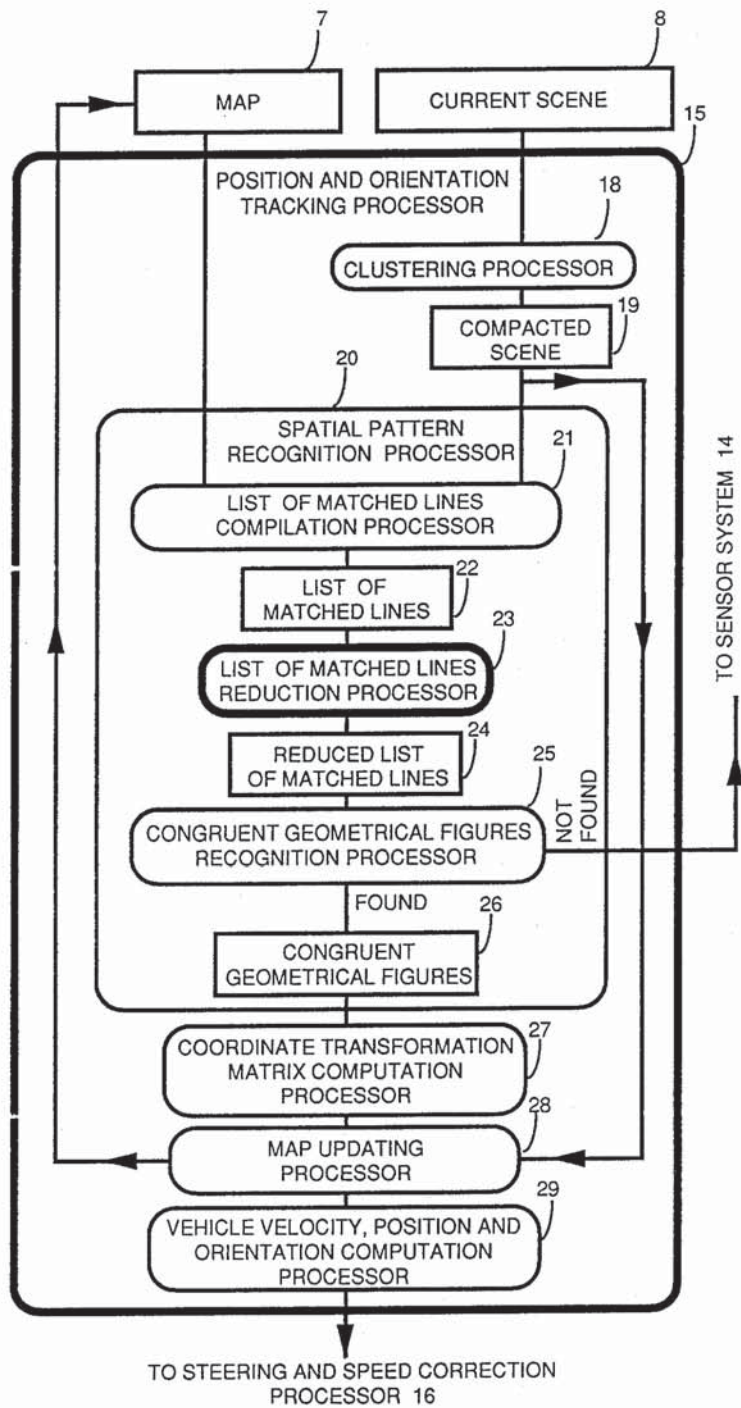 7
8
MAP
CURRENT SCENE
15
POSITION AND ORIENTATION
TRACKING PROCESSOR
18
CLUSTERING PROCESSOR
19
COMPACTED
SCENE
20
SPATIAL PATTERN
RECOGNITION PROCESSOR
21
LIST OF MATCHED LINES
COMPILATION PROCESSOR
22
LIST OF
MATCHED LINES
23
LIST OF MATCHED LINES
REDUCTION PROCESSOR
24
REDUCED LIST
OF MATCHED LINES
25
CONGRUENT GEOMETRICAL FIGURES
RECOGNITION PROCESSOR
NOT
FOUND
TO SENSOR SYSTEM 14
FOUND
26
CONGRUENT
GEOMETRICAL FIGURES
27
COORDINATE TRANSFORMATION
MATRIX COMPUTATION
PROCESSOR
28
MAP UPDATING
PROCESSOR
29
VEHICLE VELOCITY, POSITION AND
ORIENTATION COMPUTATION
PROCESSOR
TO STEERING AND SPEED CORRECTION
PROCESSOR 16